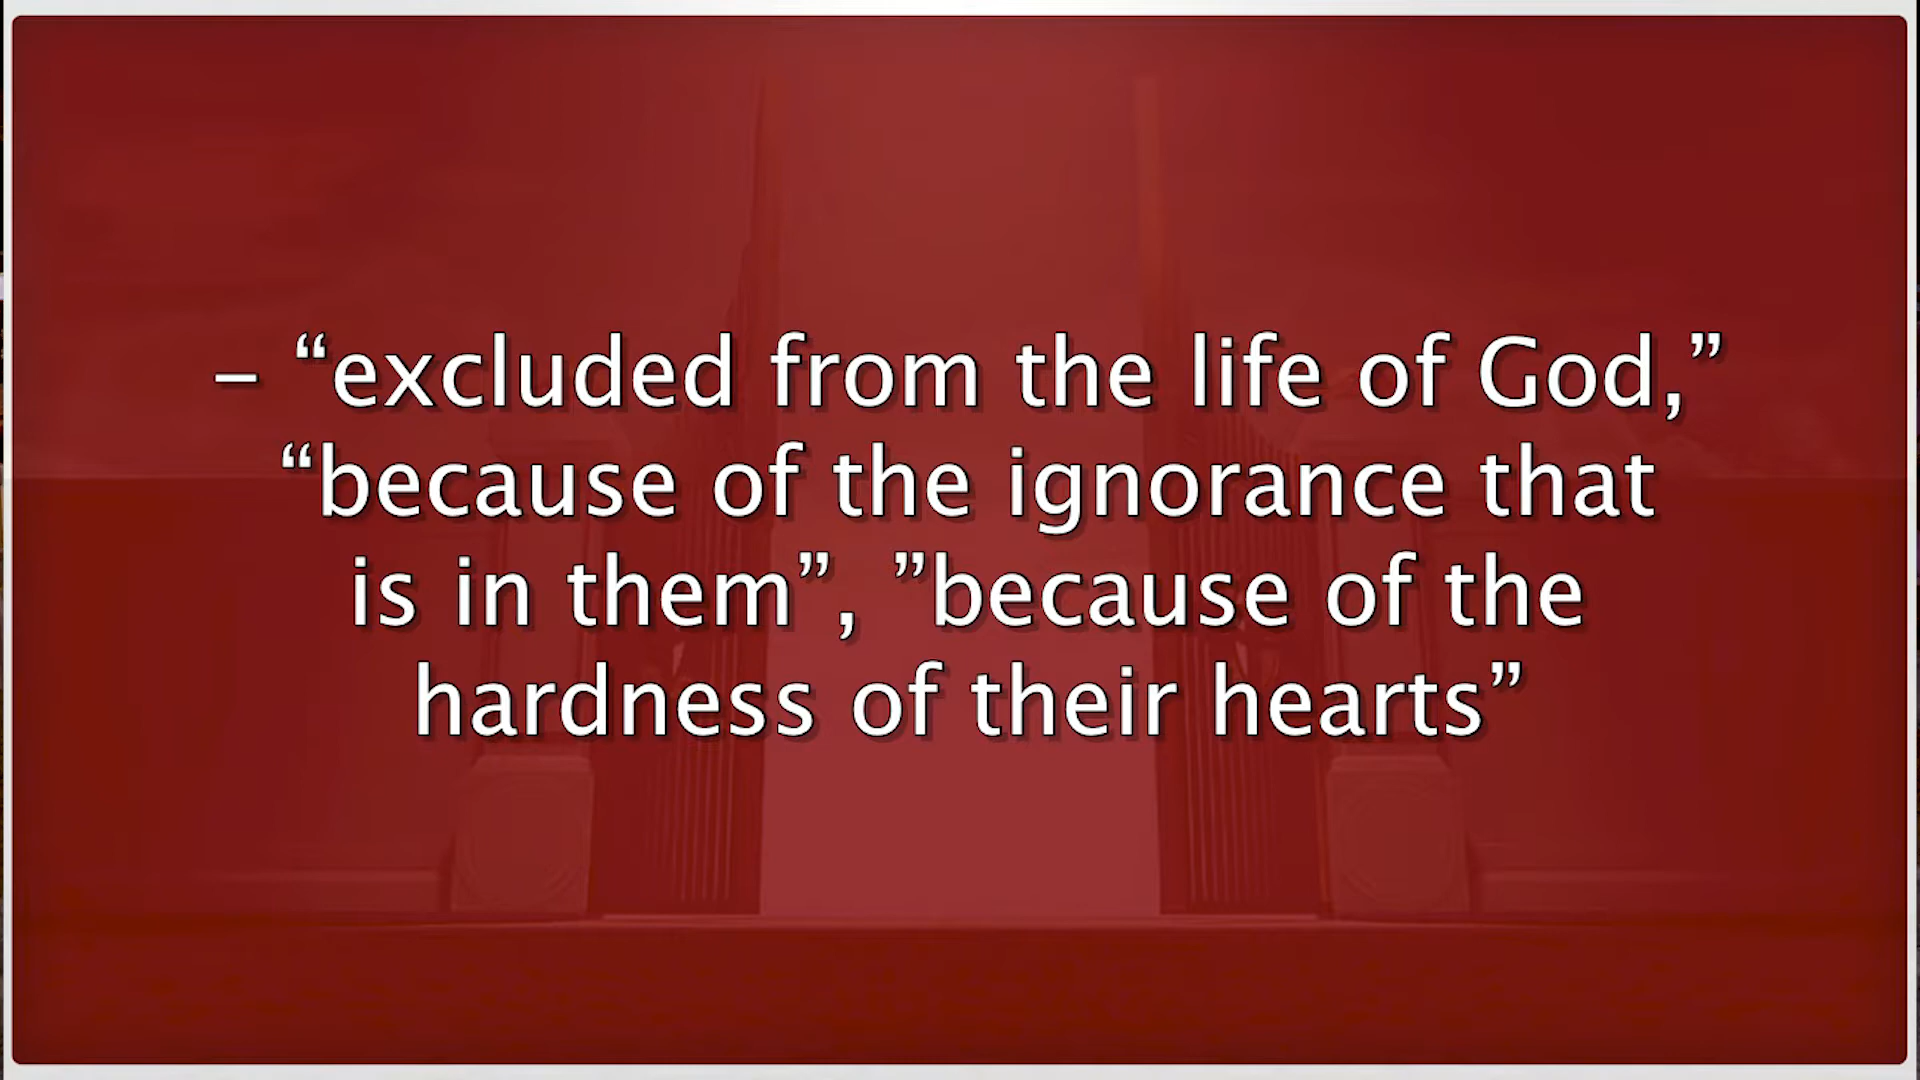 – “excluded from the life of God,”
“because of the ignorance that
is in them”, ”because of the
hardness of their hearts”